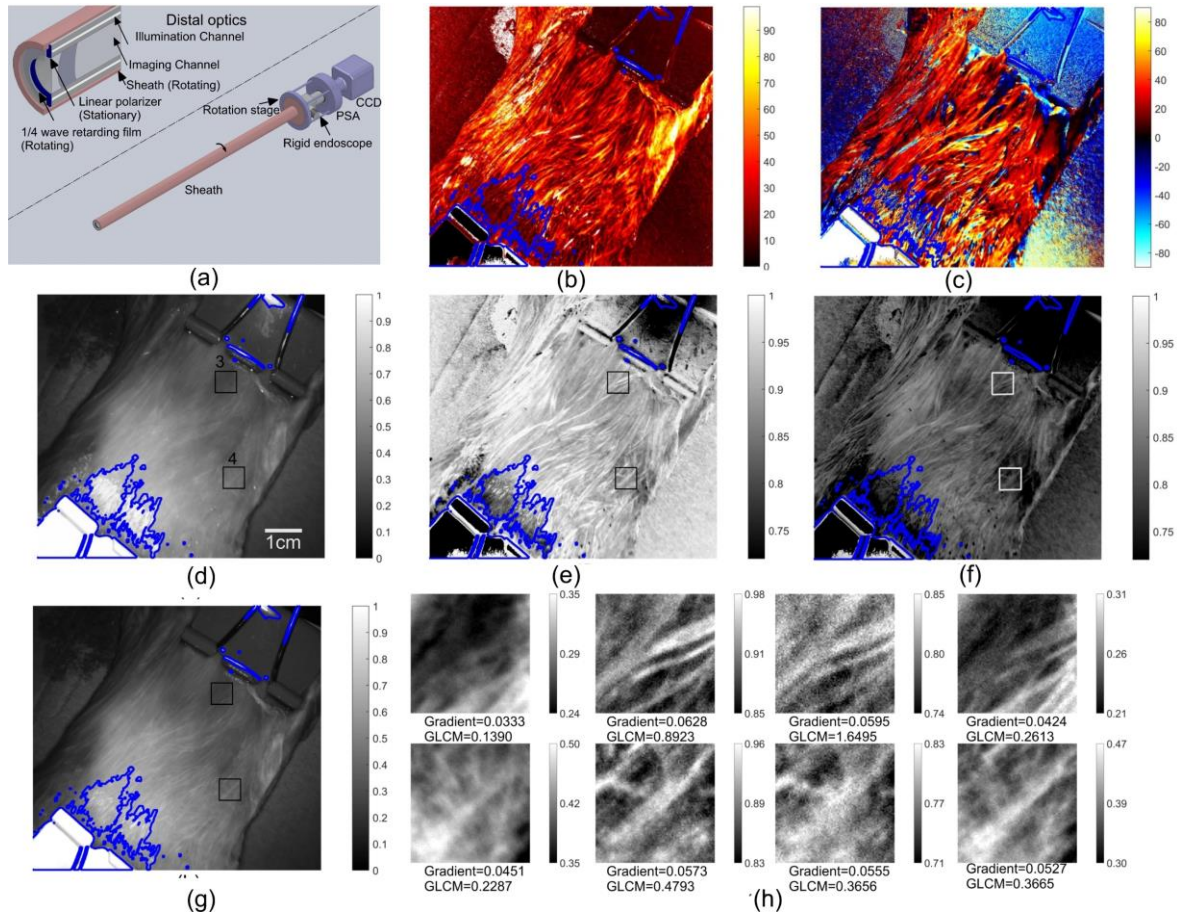 Distal optics
Illumination Channel
Imaging Channel
Sheath (Rotating)
Linear polarizer
(Stationary)
1/4 wave retarding film
(Rotating)
Rotation stage
CCD
PSA
Rigid endoscope
Sheath
(a)
90
80
70
60
50
40
30
20
10
0
(b)
80
60
40
20
0
-20
-40
-60
-80
(c)
3
4
1cm
1
0.9
0.8
0.7
0.6
0.5
0.4
0.3
0.2
0.1
0
(d)
1
0.95
0.9
0.85
0.8
0.75
(e)
1
0.95
0.9
0.85
0.8
0.75
(f)
1
0.9
0.8
0.7
0.6
0.5
0.4
0.3
0.2
0.1
0
(g)
0.35
0.29
0.24
Gradient=0.0333
GLCM=0.1390
0.98
0.91
0.85
Gradient=0.0628
GLCM=0.8923
0.85
0.80
0.74
Gradient=0.0595
GLCM=1.6495
0.31
0.26
0.21
Gradient=0.0424
GLCM=0.2613
0.50
0.42
0.35
Gradient=0.0451
GLCM=0.2287
0.96
0.89
0.83
Gradient=0.0573
GLCM=0.4793
0.83
0.77
0.71
Gradient=0.0555
GLCM=0.3656
0.47
0.39
0.30
Gradient=0.0527
GLCM=0.3665
(h)